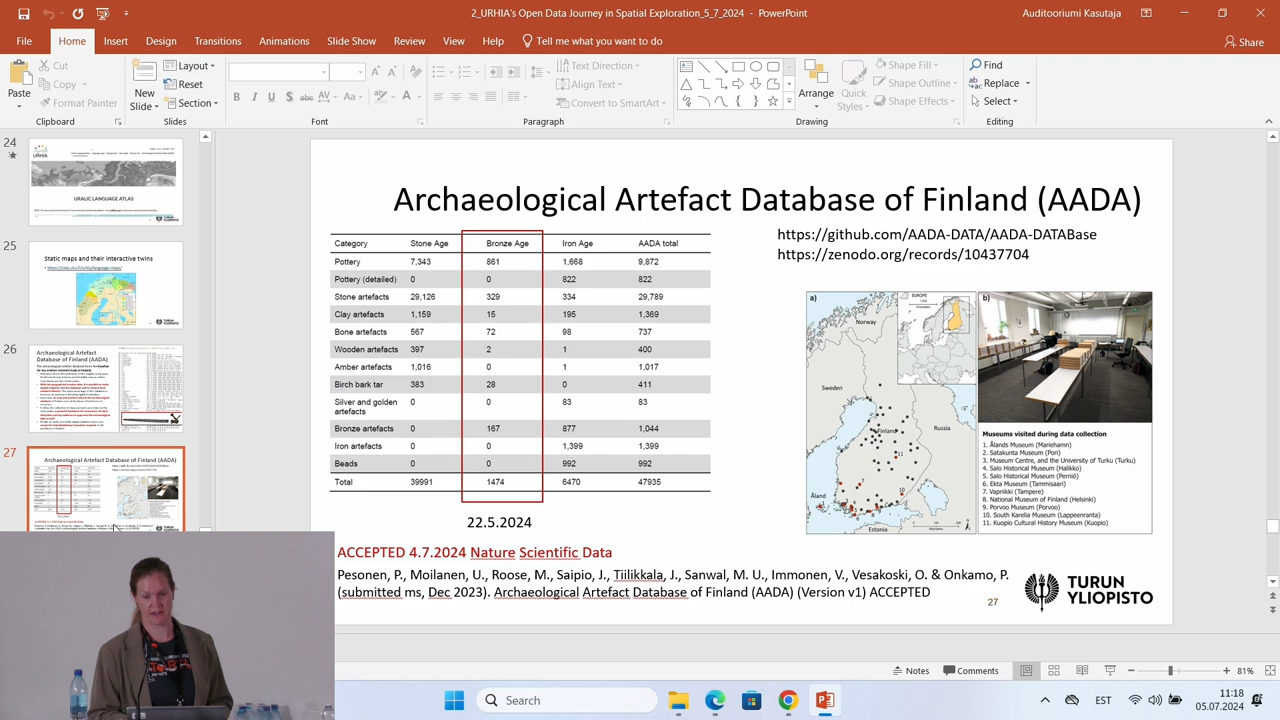 2_URHIA's Open Journal in Spatial Exploration_5_7.2024 - PowerPoint
Auditoorium Kasutaja
File Home Insert Design Transitions Animations Slide Show Review View Help Tell me what you want to do Share
Paste
Cut
Copy
Format Painter
Clipboard
New
Slide
Layout
Reset
Section
Slides
Font
Text Direction
Align Text
Convert to SmartArt
Paragraph
Arrange
Quick
Styles
Shape Fill
Shape Outline
Shape Effects
Drawing
Find
Replace
Select
Editing
24
URHIA
URALIC LANGUAGE ATLAS
TURUN
YLIOPISTO
25
Static maps and their interactive twins
TURUN
YLIOPISTO
26
Archaeological Artefact
Database of Finland (AADA)
27
Archaeological Artefact Database of Finland (AADA)
Archaeological Artefact Database of Finland (AADA)
https://github.com/AADA-DATA/AADA-DATABase
https://zenodo.org/records/10437704
Category Stone Age Bronze Age Iron Age AADA total
Pottery 7,343 861 1,668 9,872
Pottery (detailed) 0 0 822 822
Stone artefacts 29,126 329 334 29,789
Clay artefacts 1,159 15 195 1,369
Bone artefacts 567 72 98 737
Wooden artefacts 397 2 1 400
Amber artefacts 1,016 0 1 1,017
Birch bark tar 383 28 0 411
Silver and golden
artefacts 0 0 83 83
Bronze artefacts 0 167 877 1,044
Iron artefacts 0 0 1,399 1,399
Beads 0 0 992 992
Total 39991 1474 6470 47935
22.5.2024
a)
EUROPE
Norway
Sweden
Finland
Russia
Åland
Estonia
b)
Museums visited during data collection
1. Ålands Museum (Mariehamn)
2. Satakunta Museum (Pori)
3. Museum Centre, and the University of Turku (Turku)
4. Salo Historical Museum (Halikko)
5. Salo Historical Museum (Perniö)
6. Ekta Museum (Tammisaari)
7. Vapriikki (Tampere)
8. National Museum of Finland (Helsinki)
9. Porvoo Museum (Porvoo)
10. South Karelia Museum (Lappeenranta)
11. Kuopio Cultural History Museum (Kuopio)
ACCEPTED 4.7.2024 Nature Scientific Data
Pesonen, P., Moilanen, U., Roose, M., Saipio, J., Tiilikkala, J., Sanwal, M. U., Immonen, V., Vesakoski, O. & Onkamo, P.
(submitted ms, Dec 2023). Archaeological Artefact Database of Finland (AADA) (Version v1) ACCEPTED
27
TURUN
YLIOPISTO
Notes Comments 81%
Search
EST
11:18
05.07.2024